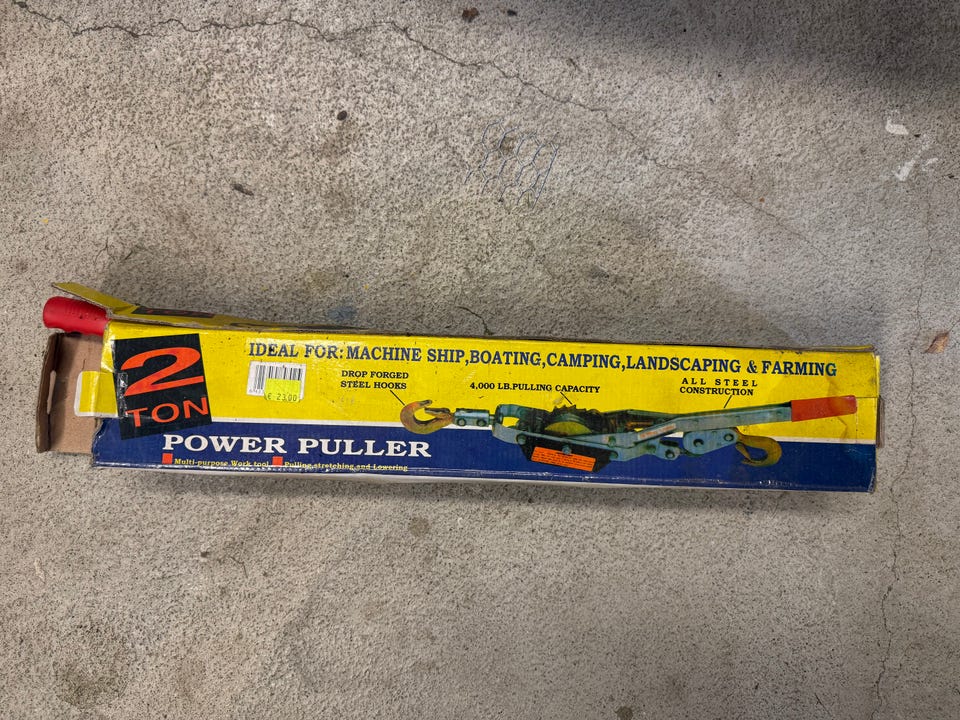 2
TON
IDEAL FOR: MACHINE SHIP,BOATING,CAMPING,LANDSCAPING & FARMING
€ 23.00
DROP FORGED
STEEL HOOKS
4,000 LB.PULLING CAPACITY
ALL STEEL
CONSTRUCTION
POWER PULLER
Multi-purpose Work tool Pulling,stretching and Lowering